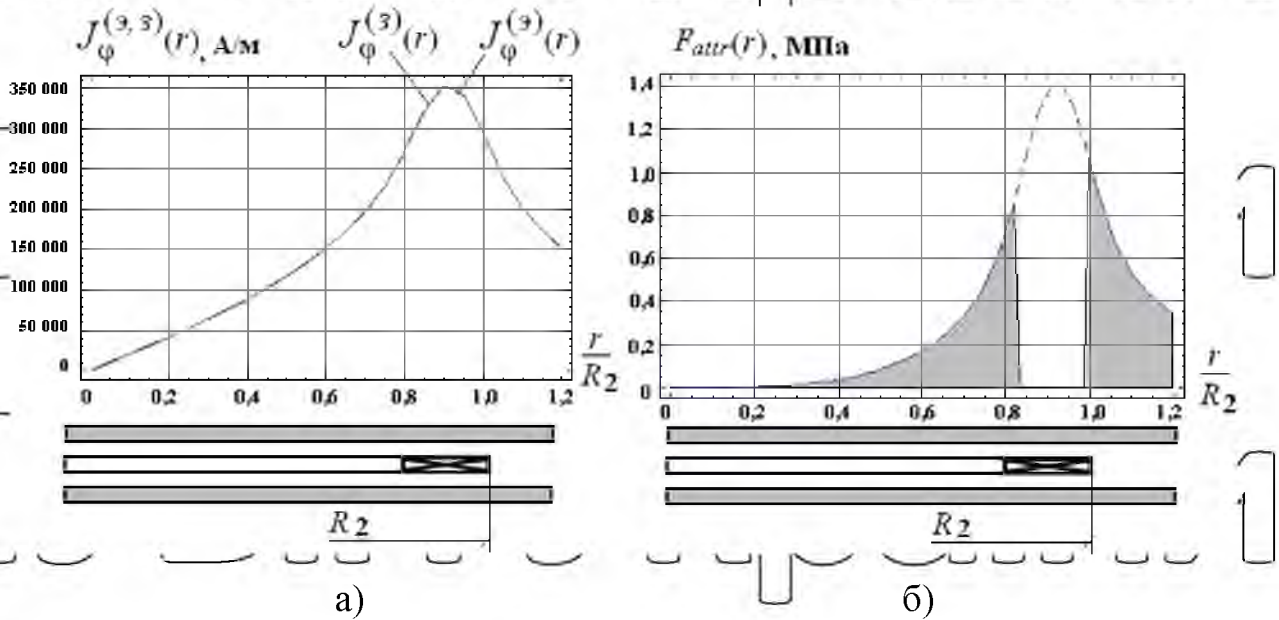 J_φ^(Э,З)(r), А/м J_φ^(З)(r) J_φ^(Э)(r)
350 000
300 000
250 000
200 000
150 000
100 000
50 000
0
0,0 0,2 0,4 0,6 0,8 1,0 1,2
r/R2
R2
а)
F_attr(r), МПа
1,4
1,2
1,0
0,8
0,6
0,4
0,2
0
0 0,2 0,4 0,6 0,8 1,0 1,2
r/R2
R2
б)